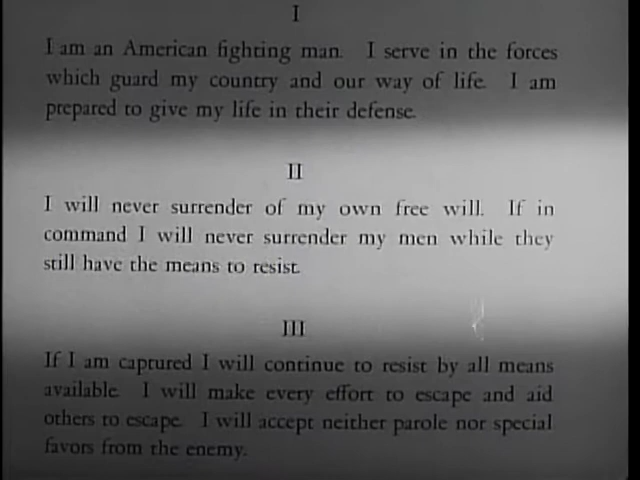 I
I am an American fighting man. I serve in the forces
which guard my country and our way of life. I am
prepared to give my life in their defense.
II
I will never surrender of my own free will. If in
command I will never surrender my men while they
still have the means to resist.
III
If I am captured I will continue to resist by all means
available. I will make every effort to escape and aid
others to escape. I will accept neither parole nor special
favors from the enemy.